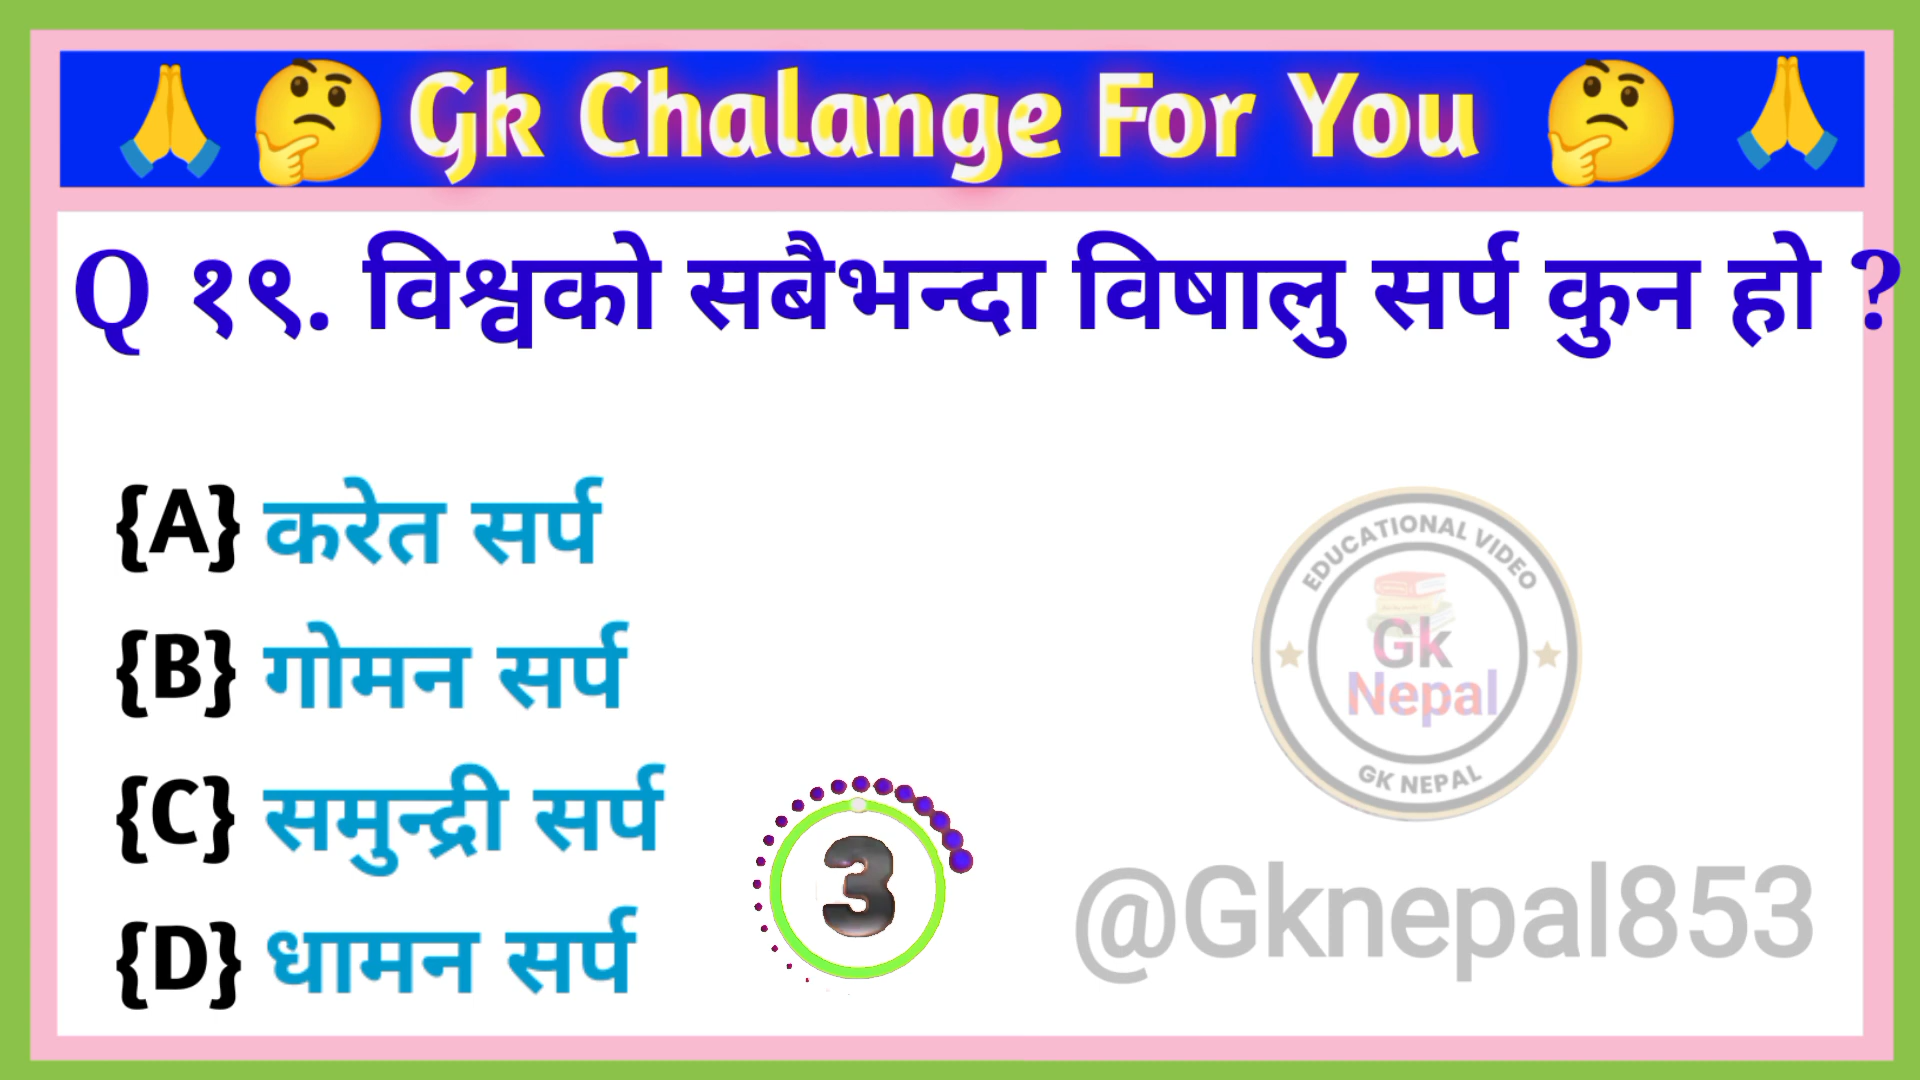 Gk Chalange For You
Q १९. विश्वको सबैभन्दा विषालु सर्प कुन हो ?
{A} करेत सर्प
{B} गोमन सर्प
{C} समुन्द्री सर्प
{D} धामन सर्प
3
EDUCATIONAL VIDEO
Gk
Nepal
GK NEPAL
@Gknepal853